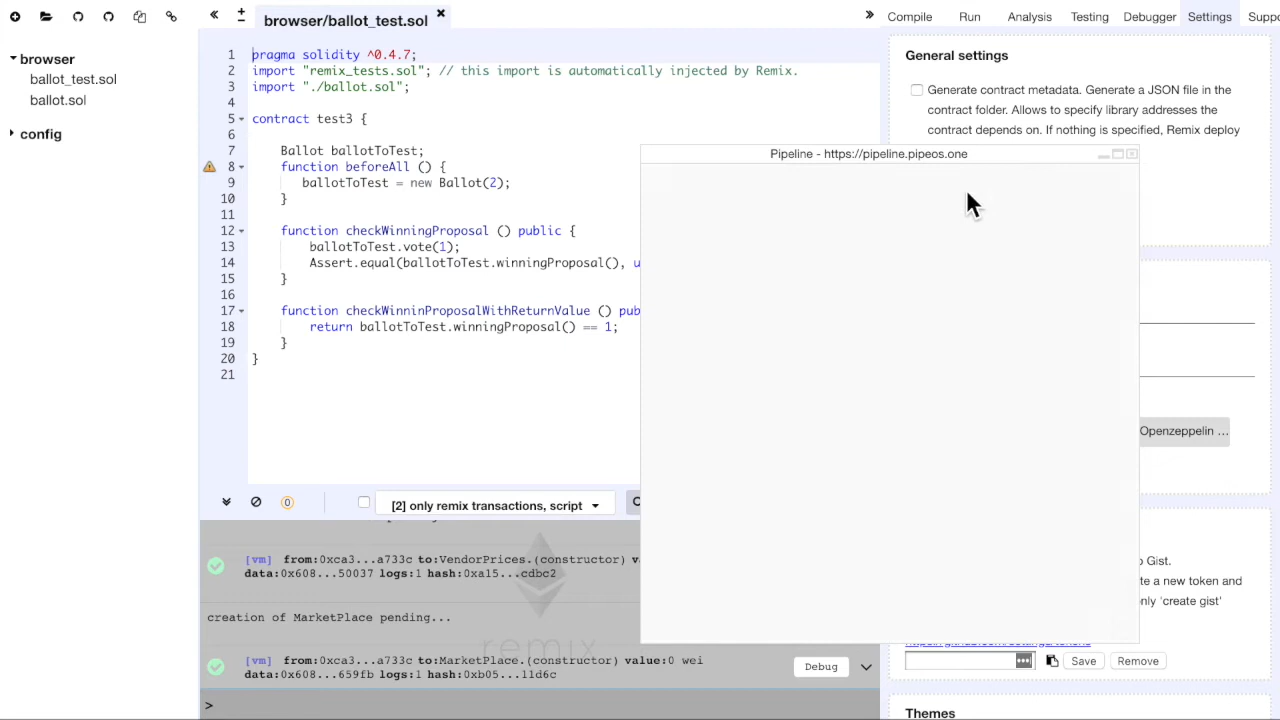 browser/ballot_test.sol
Compile
Run
Analysis
Testing
Debugger
Settings
browser
ballot_test.sol
ballot.sol
config
1 pragma solidity ^0.4.7;
2 import "remix_tests.sol"; // this import is automatically injected by Remix.
3 import "./ballot.sol";
4
5 contract test3 {
6
7 Ballot ballotToTest;
8 function beforeAll () {
9 ballotToTest = new Ballot(2);
10 }
11
12 function checkWinningProposal () public {
13 ballotToTest.vote(1);
14 Assert.equal(ballotToTest.winningProposal(), u
15 }
16
17 function checkWinninProposalWithReturnValue () pub
18 return ballotToTest.winningProposal() == 1;
19 }
20 }
21
General settings
Generate contract metadata. Generate a JSON file in the
contract folder. Allows to specify library addresses the
contract depends on. If nothing is specified, Remix deploy
Pipeline - https://pipeline.pipeos.one
Openzeppelin ...
0
[2] only remix transactions, script
[vm] from:0xca3...a733c to:VendorPrices.(constructor)
data:0x608...50037 logs:1 hash:0xa15...cdbc2
creation of MarketPlace pending...
remix
[vm] from:0xca3...a733c to:MarketPlace.(constructor) value:0 wei
data:0x608...659fb logs:1 hash:0xb05...11d6c
Debug
>
Gist.
te a new token and
only 'create gist'
Save
Remove
Themes